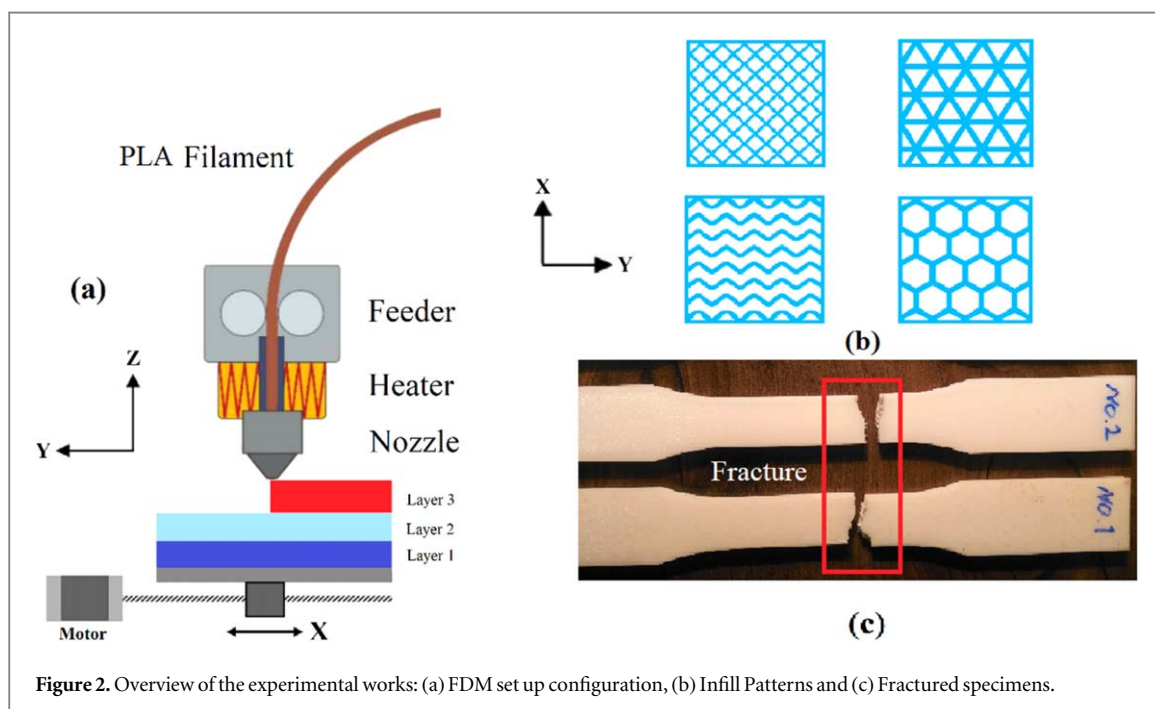 PLA Filament
(a)
Feeder
Z
Heater
Y
Nozzle
Layer 3
Layer 2
Layer 1
Motor
X
X
Y
(b)
NO.2
Fracture
NO.1
(c)
Figure 2. Overview of the experimental works: (a) FDM set up configuration, (b) Infill Patterns and (c) Fractured specimens.